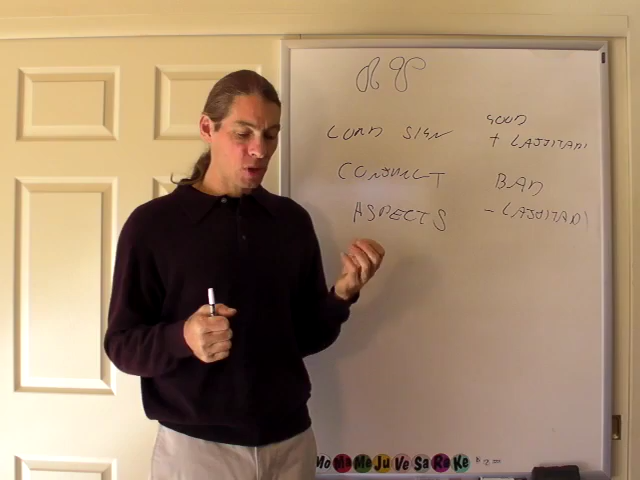 LORD SIGN
CONJUNCT
ASPECTS
GOOD
+ LAJJITADI
BAD
- LAJJITADI
Mo Ma Me Ju Ve Sa Ra Ke